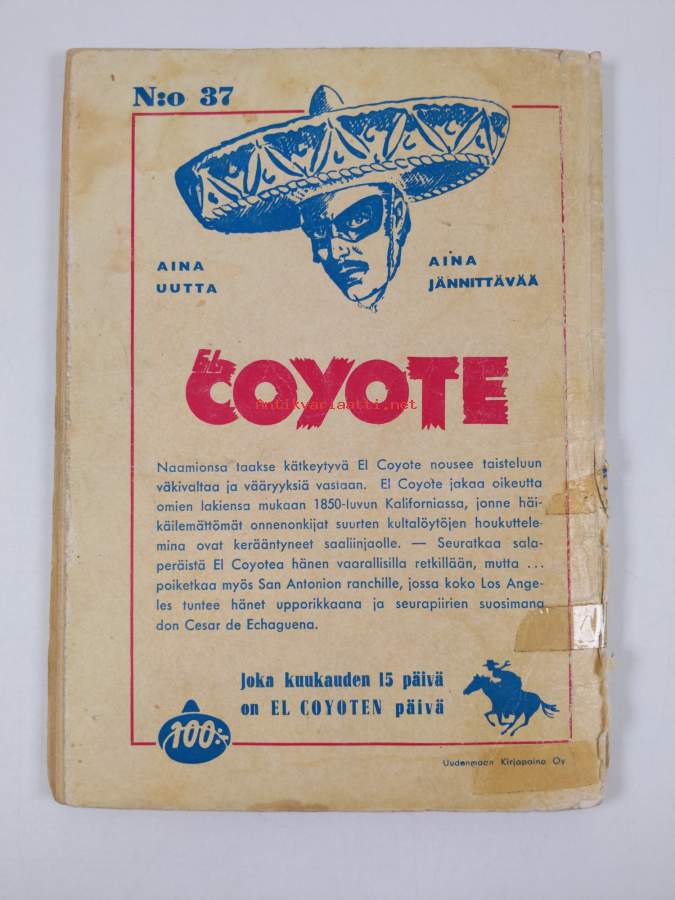 N:o 37
AINA
UUTTA
AINA
JÄNNITTÄVÄÄ
EL
COYOTE
Antikvariaatti.net
Naamionsa taakse kätkeytyvä El Coyote nousee taisteluun
väkivaltaa ja vääryyksiä vastaan. El Coyote jakaa oikeutta
omien lakiensa mukaan 1850-luvun Kaliforniassa, jonne häi-
käilemättömät onnenonkijat suurten kultalöytöjen houkuttele-
mina ovat kerääntyneet saaliinjaolle. — Seuratkaa sala-
peräistä El Coyotea hänen vaarallisilla retkillään, mutta ...
poiketkaa myös San Antonion ranchille, jossa koko Los Ange-
les tuntee hänet upporikkaana ja seurapiirien suosimana
don Cesar de Echaguena.
Joka kuukauden 15 päivä
on EL COYOTEN päivä
100:-
Uudenmaan Kirjapaino Oy